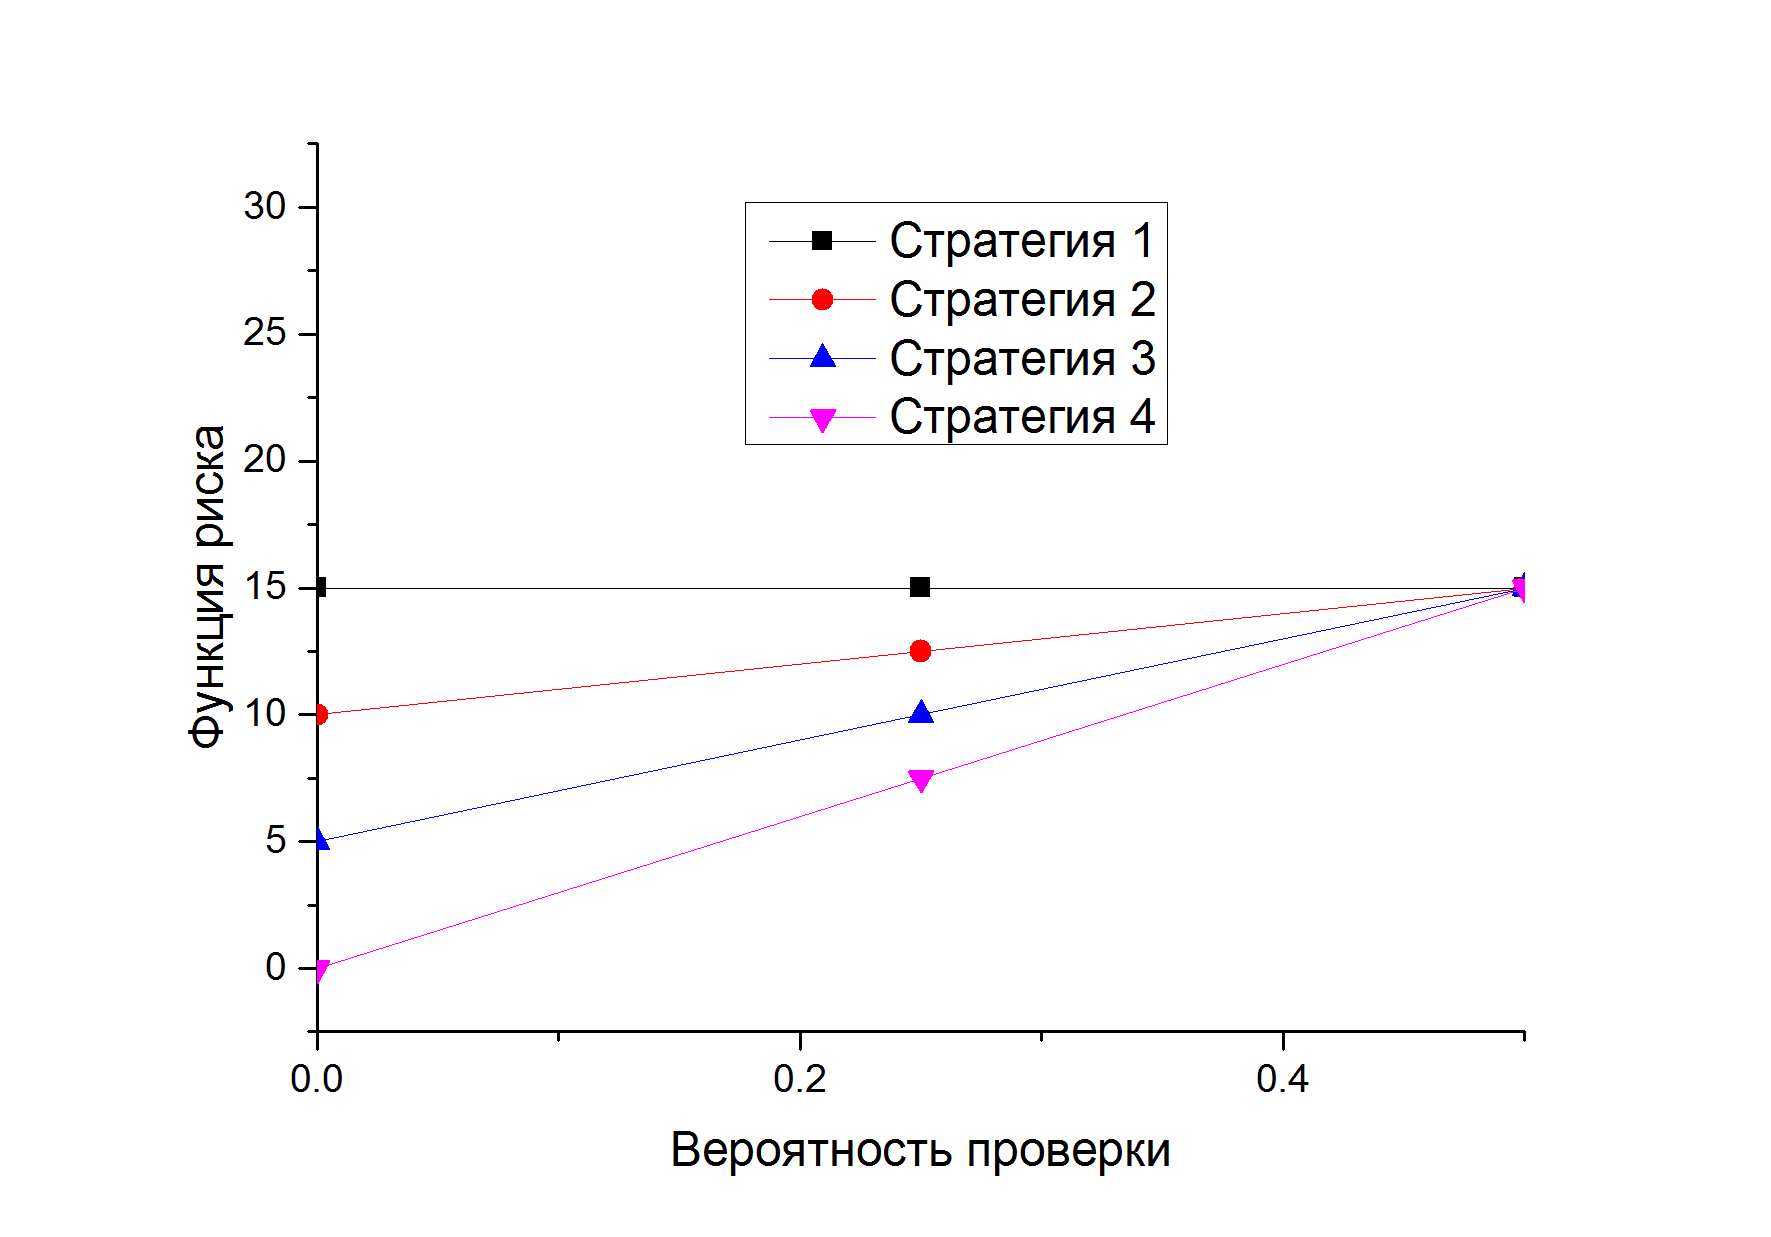 Функция риска
30
25
20
15
10
5
0
Стратегия 1
Стратегия 2
Стратегия 3
Стратегия 4
0.0 0.2 0.4
Вероятность проверки